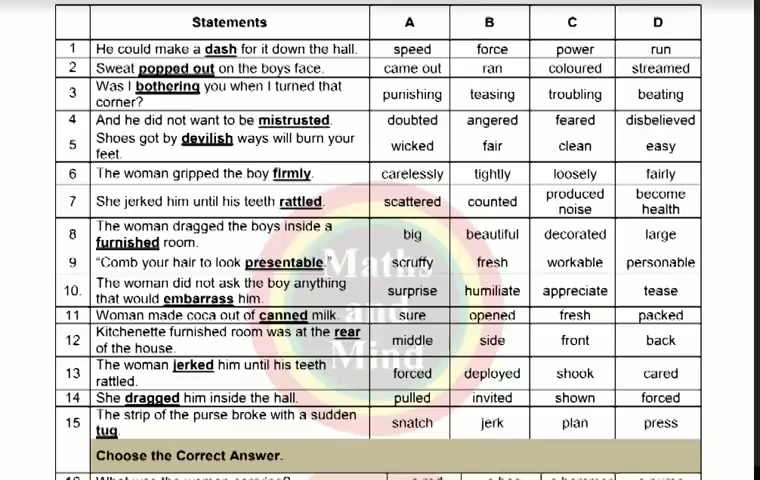 Statements A B C D
1 He could make a dash for it down the hall. speed force power run
2 Sweat popped out on the boys face. came out ran coloured streamed
3 Was I bothering you when I turned that corner? punishing teasing troubling beating
4 And he did not want to be mistrusted. doubted angered feared disbelieved
5 Shoes got by devilish ways will burn your feet. wicked fair clean easy
6 The woman gripped the boy firmly. carelessly tightly loosely fairly
7 She jerked him until his teeth rattled. scattered counted produced noise become health
8 The woman dragged the boys inside a furnished room. big beautiful decorated large
9 “Comb your hair to look presentable.” scruffy fresh workable personable
10. The woman did not ask the boy anything that would embarrass him. surprise humiliate appreciate tease
11 Woman made coca out of canned milk. sure opened fresh packed
12 Kitchenette furnished room was at the rear of the house. middle side front back
13 The woman jerked him until his teeth rattled. forced deployed shook cared
14 She dragged him inside the hall. pulled invited shown forced
15 The strip of the purse broke with a sudden tug. snatch jerk plan press
Choose the Correct Answer.
Maths
and
Mind